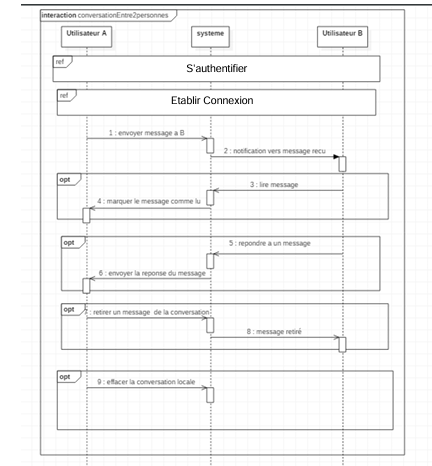 interaction conversationEntre2personnes
Utilisateur A
systeme
Utilisateur B
ref
S'authentifier
ref
Etablir Connexion
1 : envoyer message a B
2 : notification vers message recu
opt
3 : lire message
4 : marquer le message comme lu
opt
5 : repondre a un message
6 : envoyer la reponse du message
opt
: retirer un message de la conversation
8 : message retiré
opt
9 : effacer la conversation locale